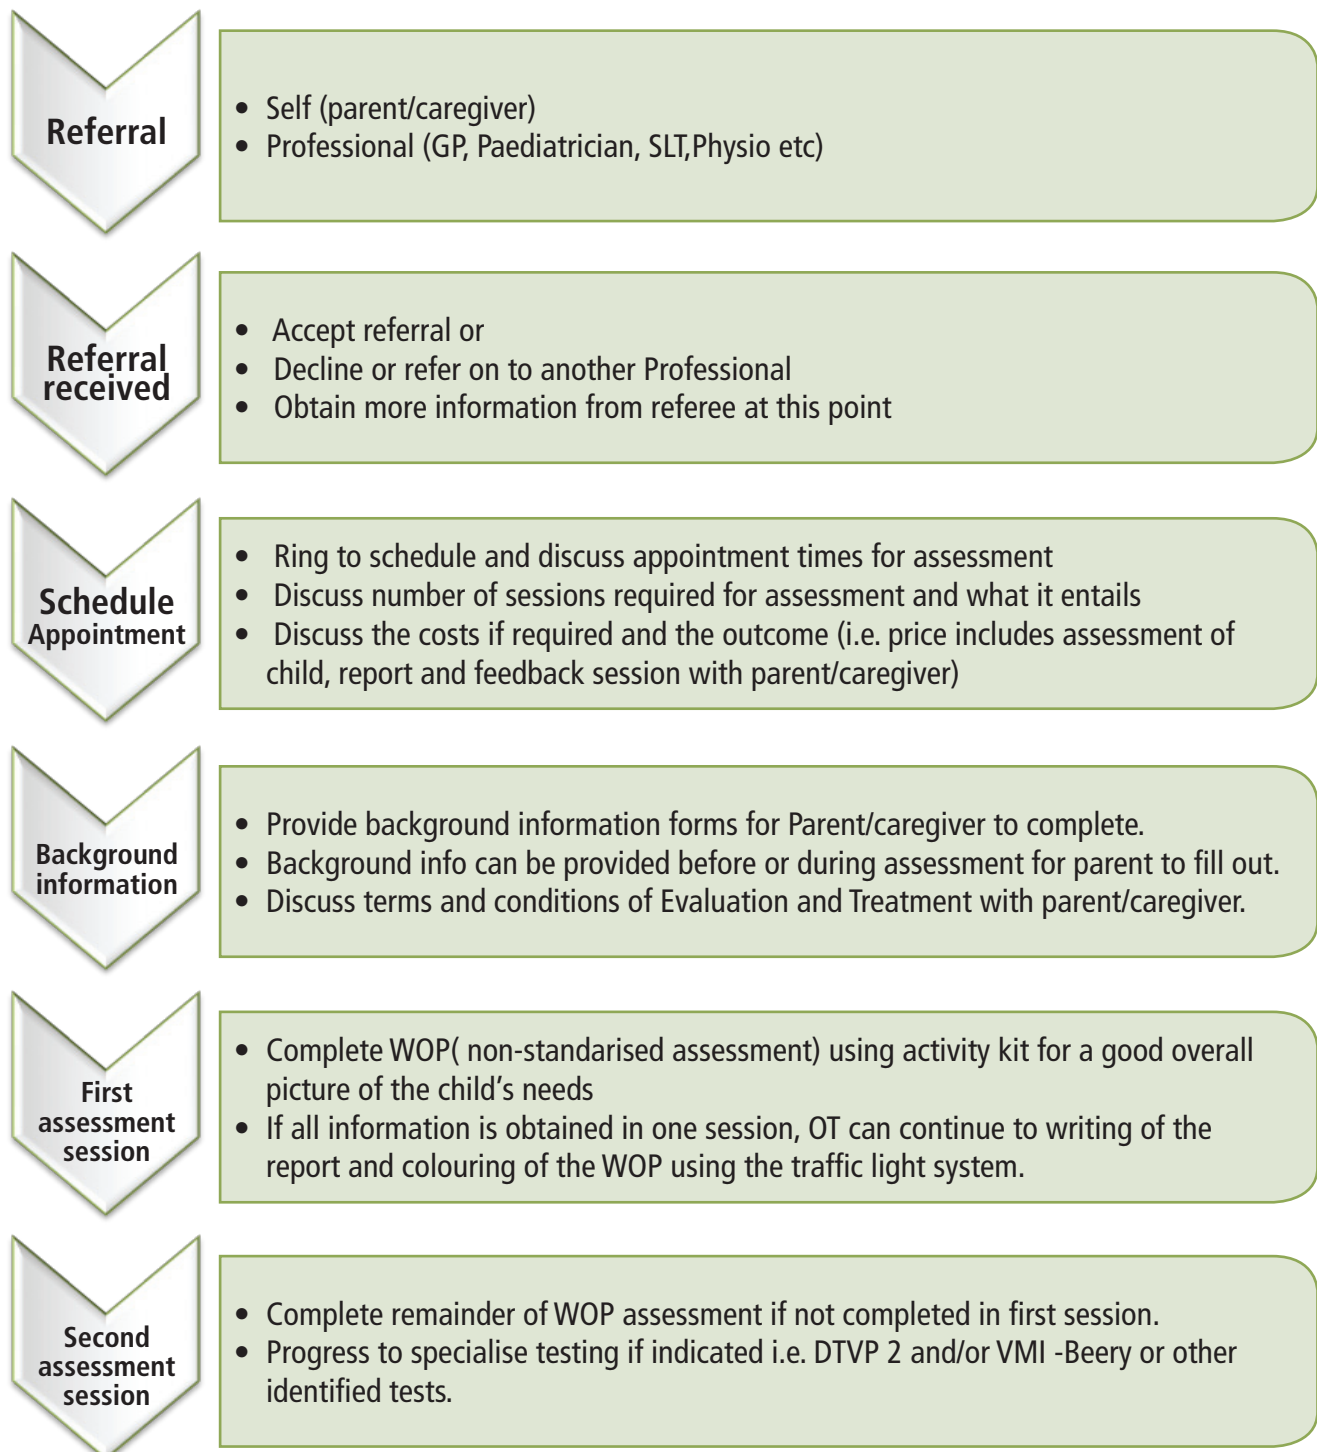 Referral
• Self (parent/caregiver)
• Professional (GP, Paediatrician, SLT,Physio etc)
Referral
received
• Accept referral or
• Decline or refer on to another Professional
• Obtain more information from referee at this point
Schedule
Appointment
• Ring to schedule and discuss appointment times for assessment
• Discuss number of sessions required for assessment and what it entails
• Discuss the costs if required and the outcome (i.e. price includes assessment of
child, report and feedback session with parent/caregiver)
Background
information
• Provide background information forms for Parent/caregiver to complete.
• Background info can be provided before or during assessment for parent to fill out.
• Discuss terms and conditions of Evaluation and Treatment with parent/caregiver.
First
assessment
session
• Complete WOP( non-standarised assessment) using activity kit for a good overall
picture of the child's needs
• If all information is obtained in one session, OT can continue to writing of the
report and colouring of the WOP using the traffic light system.
Second
assessment
session
• Complete remainder of WOP assessment if not completed in first session.
• Progress to specialise testing if indicated i.e. DTVP 2 and/or VMI -Beery or other
identified tests.